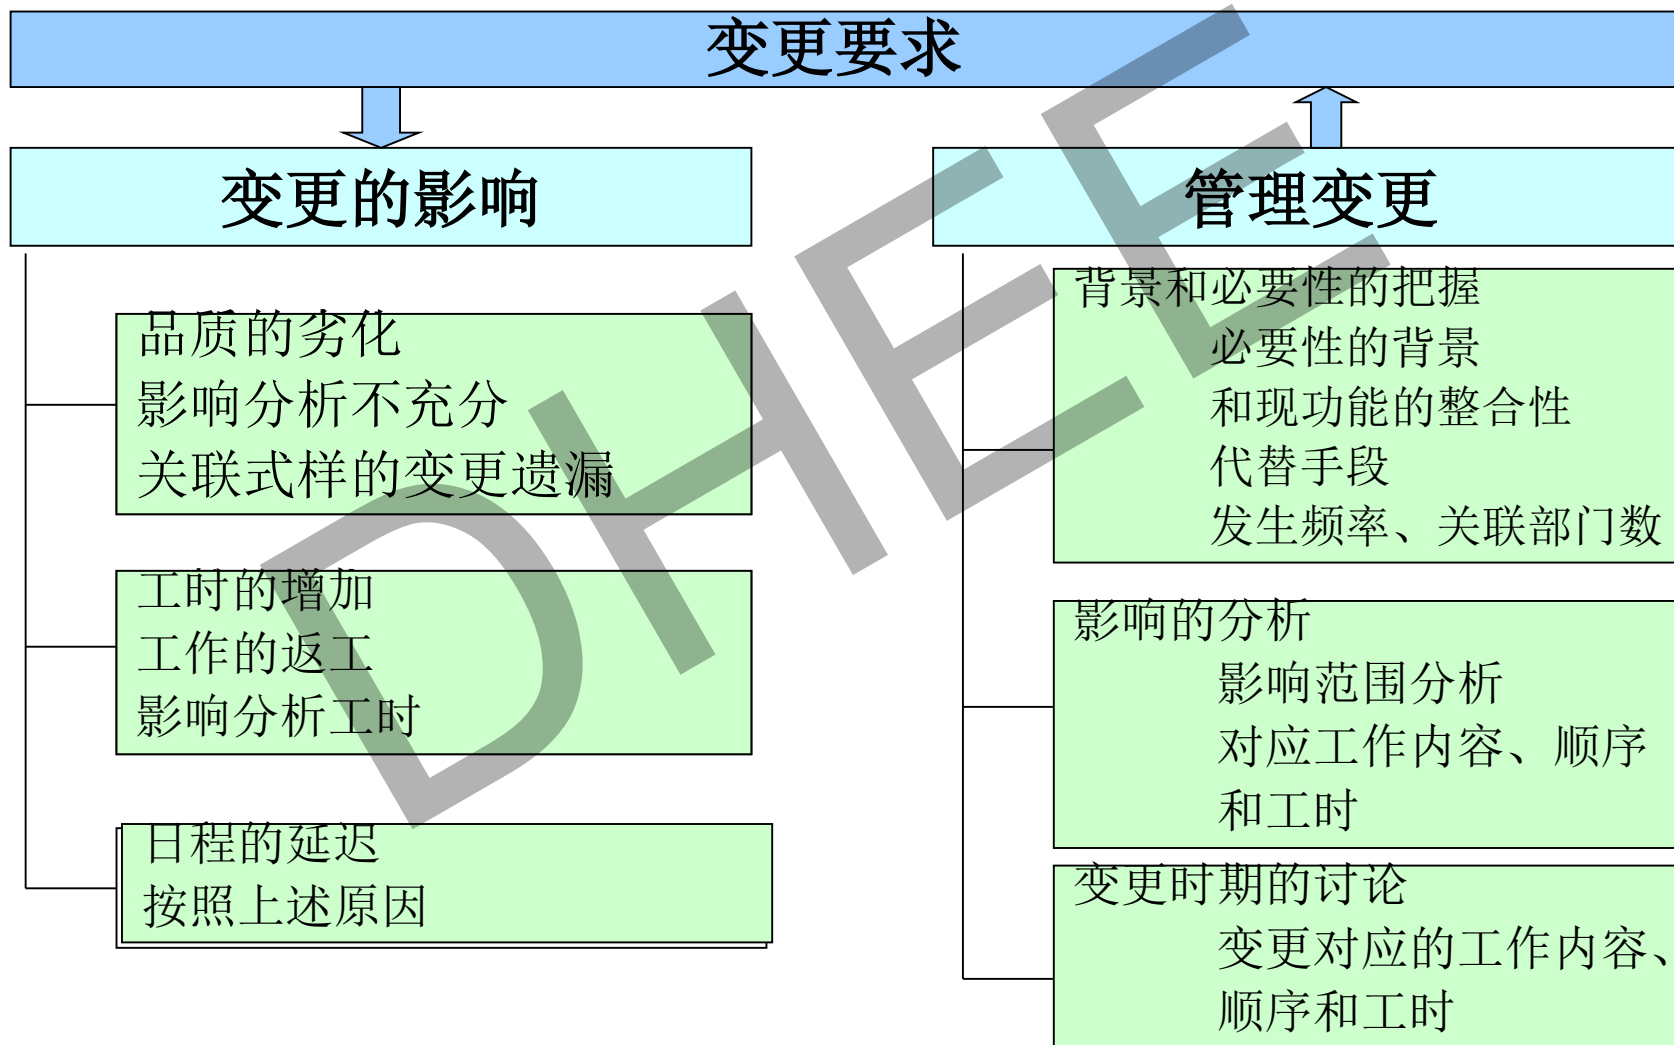 变更要求
变更的影响
品质的劣化
影响分析不充分
关联式样的变更遗漏
工时的增加
工作的返工
影响分析工时
日程的延迟
按照上述原因
管理变更
背景和必要性的把握
必要性的背景
和现功能的整合性
代替手段
发生频率、关联部门数
影响的分析
影响范围分析
对应工作内容、顺序
和工时
变更时期的讨论
变更对应的工作内容、
顺序和工时
DHEE